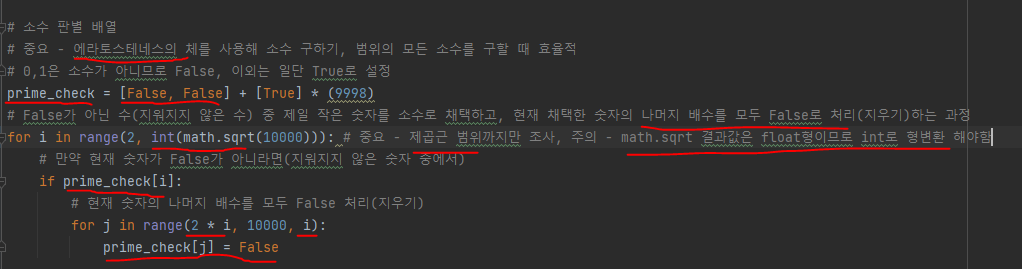 # 소수 판별 배열
# 중요 - 에라토스테네스의 체를 사용해 소수 구하기, 범위의 모든 소수를 구할 때 효율적
# 0,1은 소수가 아니므로 False, 이외는 일단 True로 설정
prime_check = [False, False] + [True] * (9998)
# False가 아닌 수(지워지지 않은 수) 중 제일 작은 숫자를 소수로 채택하고, 현재 채택한 숫자의 나머지 배수를 모두 False로 처리(지우기)하는 과정
for i in range(2, int(math.sqrt(10000))): # 중요 - 제곱근 범위까지만 조사, 주의 - math.sqrt 결과값은 float형이므로 int로 형변환 해야함
# 만약 현재 숫자가 False가 아니라면(지워지지 않은 숫자 중에서)
if prime_check[i]:
# 현재 숫자의 나머지 배수를 모두 False 처리(지우기)
for j in range(2 * i, 10000, i):
prime_check[j] = False